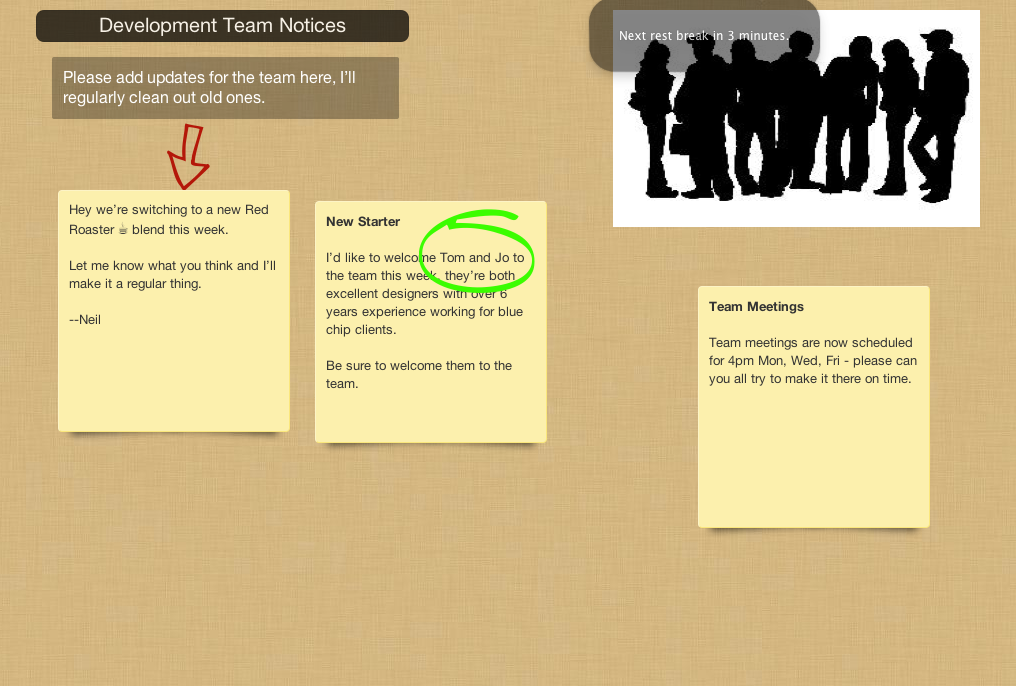 Development Team Notices
Please add updates for the team here, I'll
regularly clean out old ones.
Next rest break in 3 minutes.
Hey we're switching to a new Red
Roaster ☕ blend this week.
Let me know what you think and I'll
make it a regular thing.
--Neil
New Starter
I'd like to welcome Tom and Jo to
the team this week, they're both
excellent designers with over 6
years experience working for blue
chip clients.
Be sure to welcome them to the
team.
Team Meetings
Team meetings are now scheduled
for 4pm Mon, Wed, Fri - please can
you all try to make it there on time.